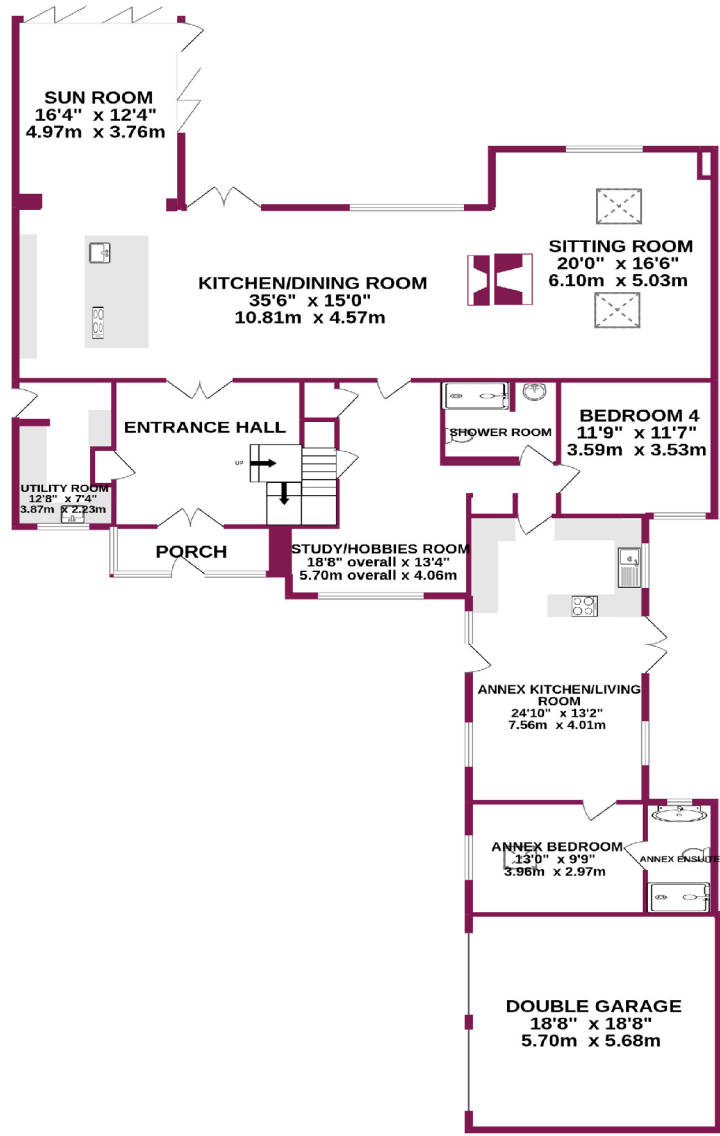 SUN ROOM
16'4" x 12'4"
4.97m x 3.76m
SITTING ROOM
20'0" x 16'6"
6.10m x 5.03m
KITCHEN/DINING ROOM
35'6" x 15'0"
10.81m x 4.57m
ENTRANCE HALL
UP
SHOWER ROOM
BEDROOM 4
11'9" x 11'7"
3.59m x 3.53m
UTILITY ROOM
12'8" x 7'4"
3.87m x 2.23m
PORCH
STUDY/HOBBIES ROOM
18'8" overall x 13'4"
5.70m overall x 4.06m
ANNEX KITCHEN/LIVING
ROOM
24'10" x 13'2"
7.56m x 4.01m
ANNEX BEDROOM
13'0" x 9'9"
3.96m x 2.97m
ANNEX ENSUITE
DOUBLE GARAGE
18'8" x 18'8"
5.70m x 5.68m